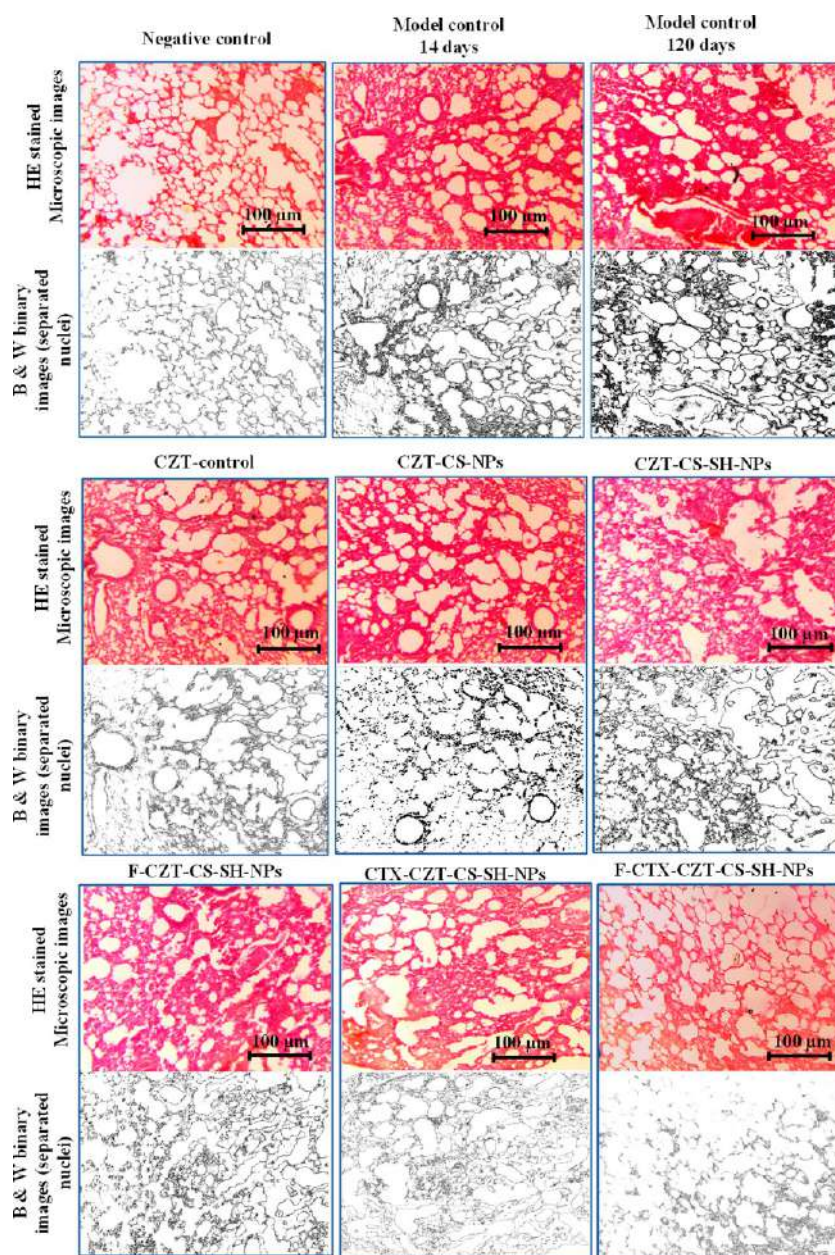 Negative control
Model control
14 days
Model control
120 days
HE stained
Microscopic images
100 μm
100 μm
100 μm
B & W binary
images (separated
nuclei)
CZT-control
CZT-CS-NPs
CZT-CS-SH-NPs
HE stained
Microscopic images
100 μm
100 μm
100 μm
B & W binary
images (separated
nuclei)
F-CZT-CS-SH-NPs
CTX-CZT-CS-SH-NPs
F-CTX-CZT-CS-SH-NPs
HE stained
Microscopic images
100 μm
100 μm
100 μm
B & W binary
images (separated
nuclei)